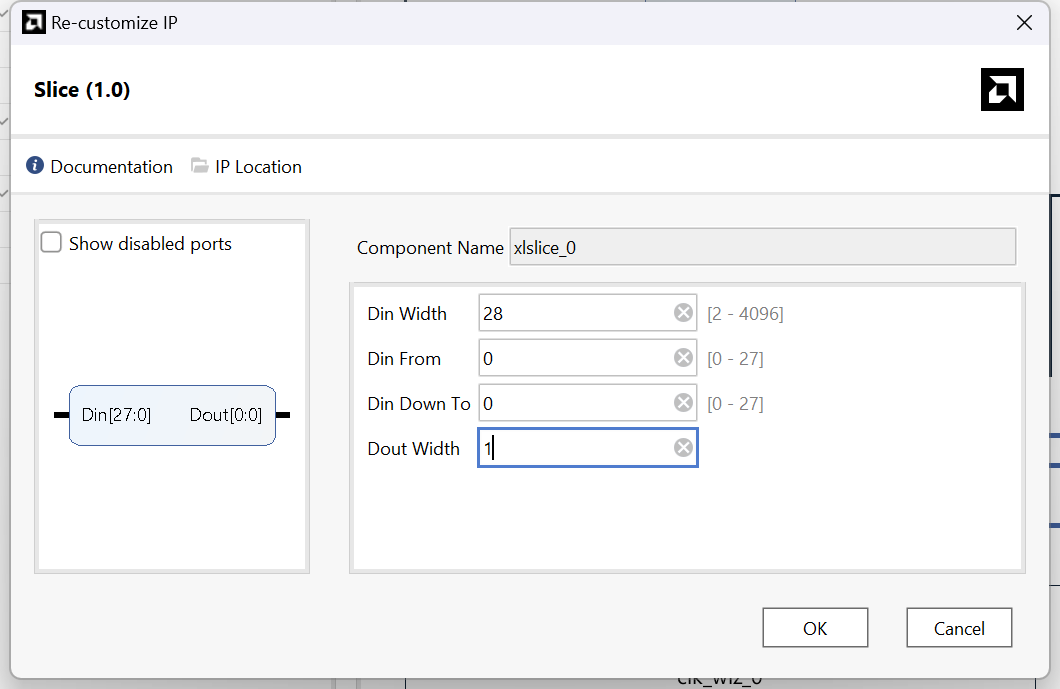 Re-customize IP
Slice (1.0)
Documentation IP Location
Show disabled ports
Din[27:0] Dout[0:0]
Component Name xlslice_0
Din Width 28 [2 - 4096]
Din From 0 [0 - 27]
Din Down To 0 [0 - 27]
Dout Width 1
OK Cancel
clk_wiz_0